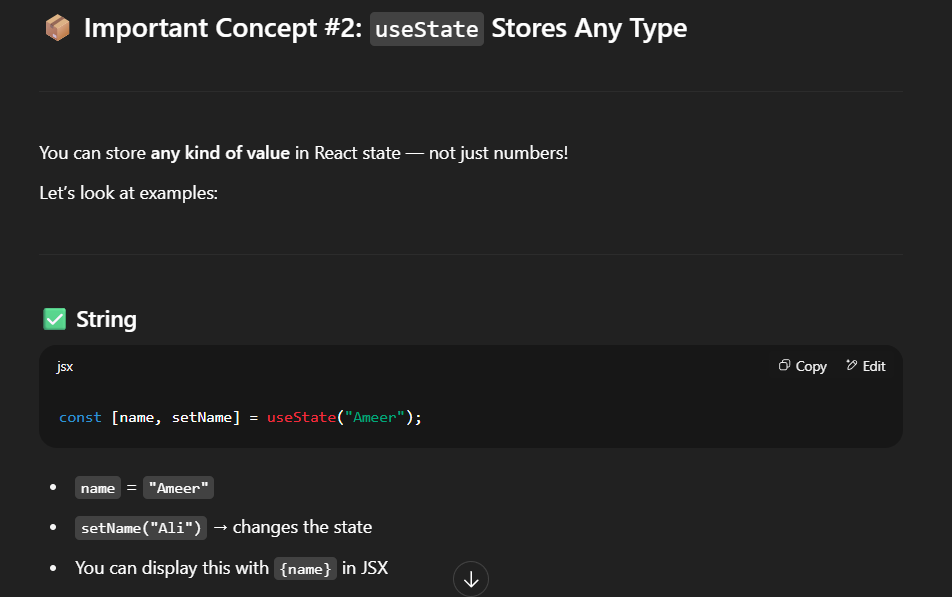 📦 Important Concept #2: useState Stores Any Type
You can store any kind of value in React state — not just numbers!
Let’s look at examples:
✅ String
jsx Copy Edit
const [name, setName] = useState("Ameer");
• name = "Ameer"
• setName("Ali") → changes the state
• You can display this with {name} in JSX